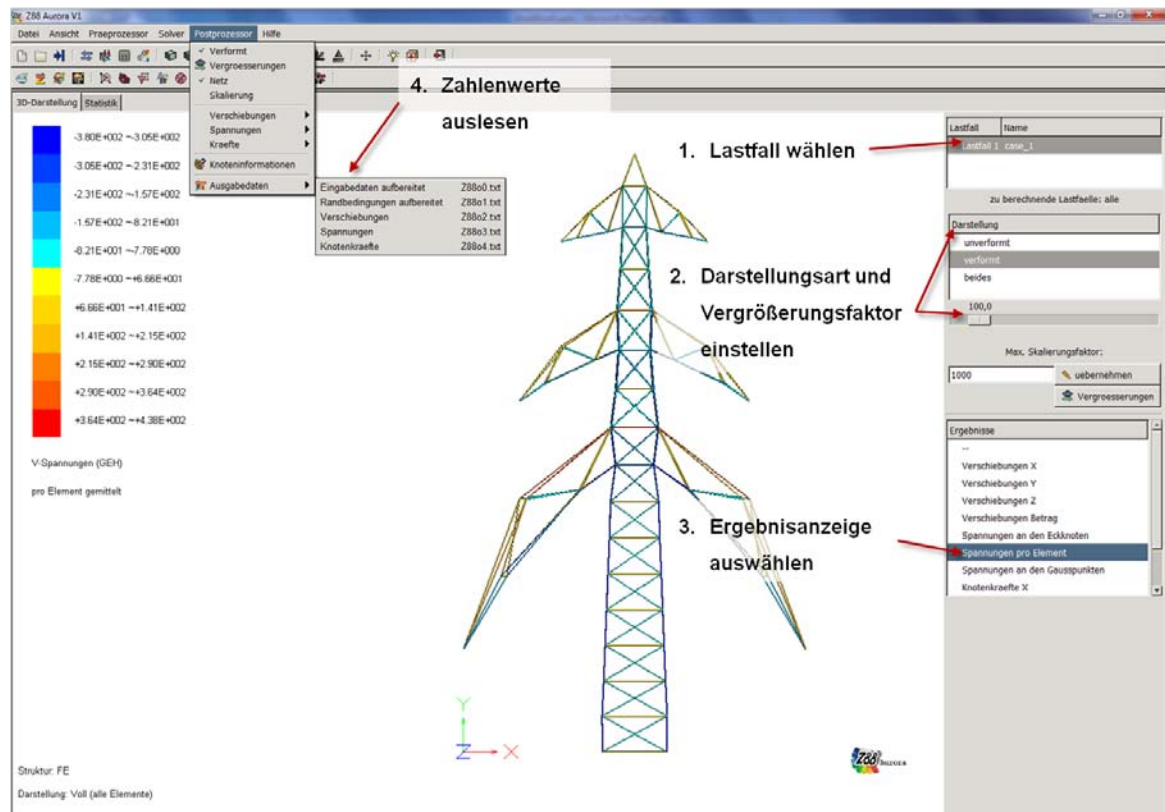 Z88 Aurora V1
Datei Ansicht Praeprozessor Solver Postprozessor Hilfe
Verformt
Vergroesserungen
Netz
Skalierung
Verschiebungen
Spannungen
Kraefte
Knoteninformationen
Ausgabedaten
Eingabedaten aufbereitet Z88o0.txt
Randbedingungen aufbereitet Z88o1.txt
Verschiebungen Z88o2.txt
Spannungen Z88o3.txt
Knotenkraefte Z88o4.txt
4. Zahlenwerte
auslesen
3D-Darstellung Statistik
-3.80E+002 ~-3.05E+002
-3.05E+002 ~-2.31E+002
-2.31E+002 ~-1.57E+002
-1.57E+002 ~-8.21E+001
-8.21E+001 ~-7.78E+000
-7.78E+000 ~+6.66E+001
+6.66E+001 ~+1.41E+002
+1.41E+002 ~+2.15E+002
+2.15E+002 ~+2.90E+002
+2.90E+002 ~+3.64E+002
+3.64E+002 ~+4.38E+002
V-Spannungen (GEH)
pro Element gemittelt
1. Lastfall wählen
2. Darstellungsart und
Vergrößerungsfaktor
einstellen
3. Ergebnisanzeige
auswählen
Lastfall Name
Lastfall 1 case_1
zu berechnende Lastfaelle: alle
Darstellung
unverformt
verformt
beides
100,0
Max. Skalierungsfaktor:
1000 uebernehmen
Vergroesserungen
Ergebnisse
--
Verschiebungen X
Verschiebungen Y
Verschiebungen Z
Verschiebungen Betrag
Spannungen an den Eckknoten
Spannungen pro Element
Spannungen an den Gausspunkten
Knotenkraefte X
Y
Z X
Z88 Aurora
Struktur: FE
Darstellung: Voll (alle Elemente)